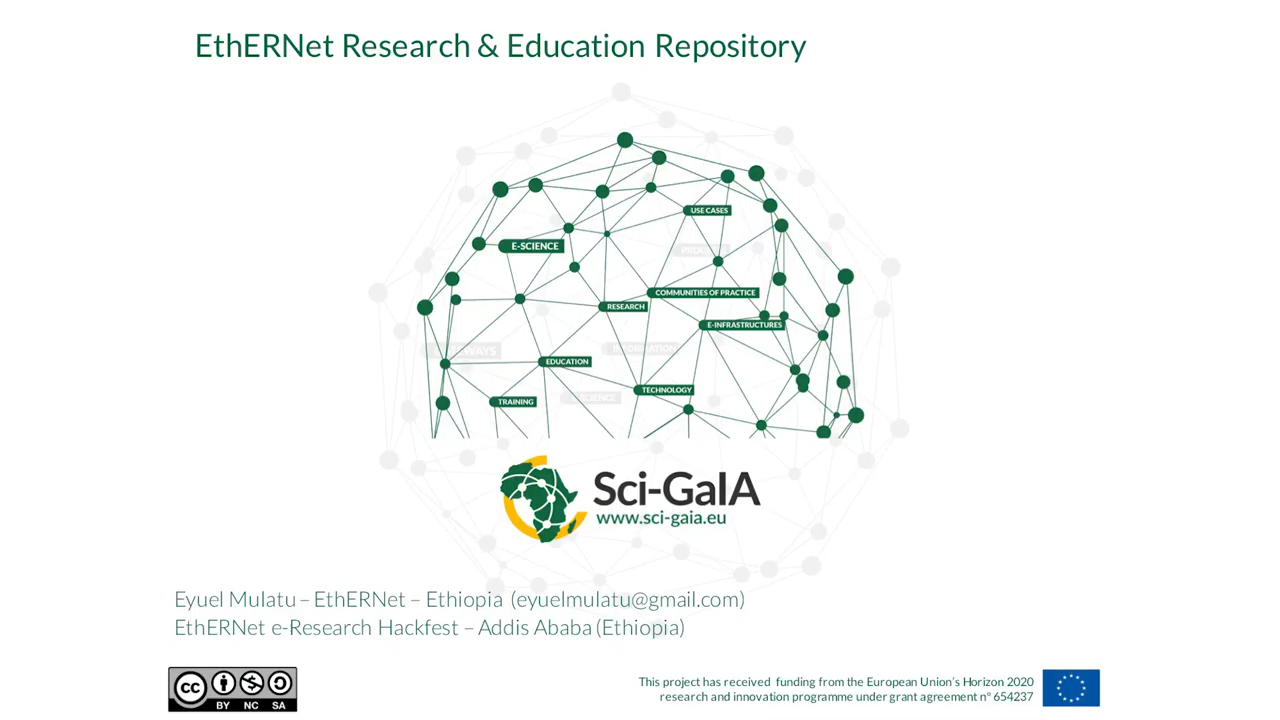 EthERNet Research & Education Repository
USE CASES
E-SCIENCE
COMMUNITIES OF PRACTICE
RESEARCH
E-INFRASTRUCTURES
EDUCATION
TECHNOLOGY
TRAINING
SCIENCE
Sci-GaIA
www.sci-gaia.eu
Eyuel Mulatu – EthERNet – Ethiopia (eyuelmulatu@gmail.com)
EthERNet e-Research Hackfest – Addis Ababa (Ethiopia)
cc BY NC SA
This project has received funding from the European Union's Horizon 2020
research and innovation programme under grant agreement n° 654237